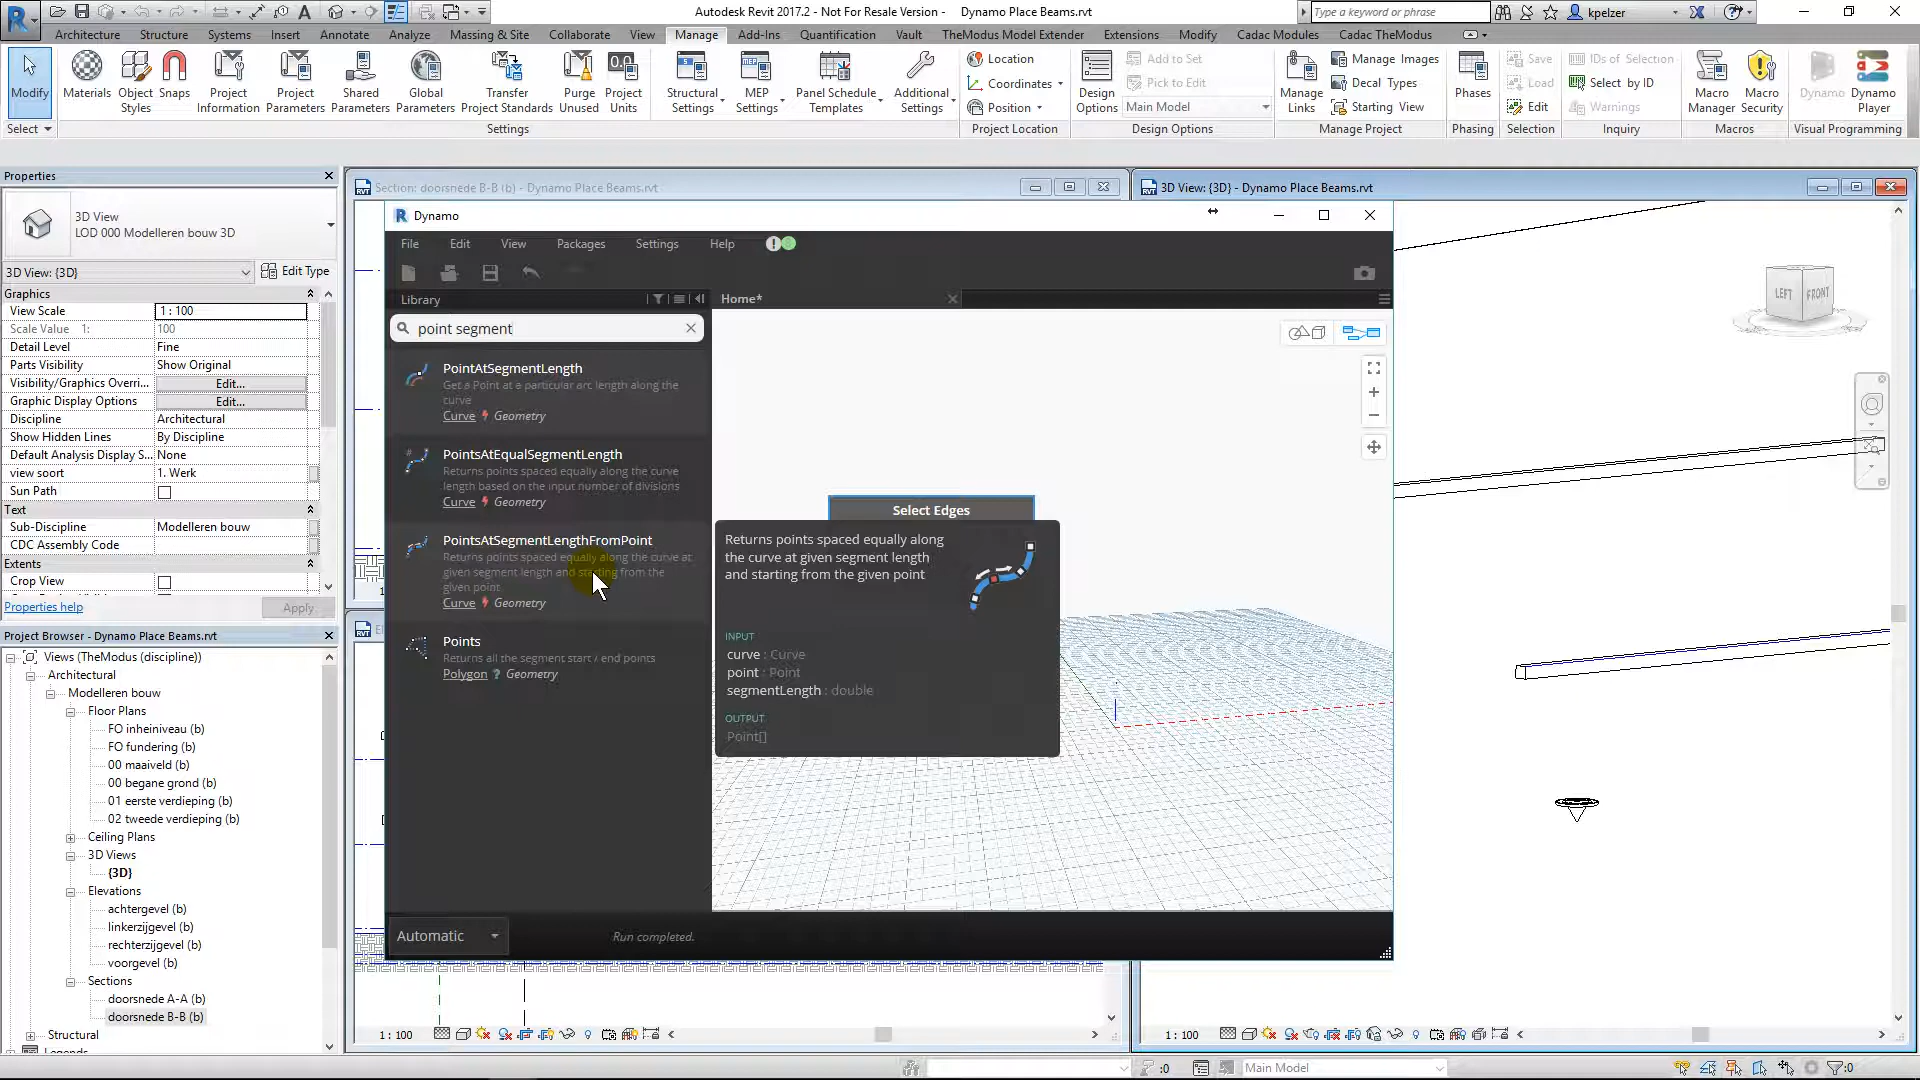 Autodesk Revit 2017.2 - Not For Resale Version - Dynamo Place Beams.rvt
Type a keyword or phrase
kpelzer
Architecture Structure Systems Insert Annotate Analyze Massing & Site Collaborate View Manage Add-Ins Quantification Vault TheModus Model Extender Extensions Modify Cadac Modules Cadac TheModus
Modify
Materials
Object Styles
Snaps
Project Information
Project Parameters
Shared Parameters
Global Parameters
Transfer Project Standards
Purge Unused
Project Units
Structural Settings
MEP Settings
Panel Schedule Templates
Additional Settings
Location
Coordinates
Position
Design Options
Add to Set
Pick to Edit
Main Model
Manage Links
Manage Images
Decal Types
Starting View
Phases
Save
Load
Edit
IDs of Selection
Select by ID
Warnings
Macro Manager
Macro Security
Dynamo
Dynamo Player
Select
Settings
Project Location
Design Options
Manage Project
Phasing
Selection
Inquiry
Macros
Visual Programming
Properties
3D View
LOD 000 Modelleren bouw 3D
3D View: {3D}
Edit Type
Graphics
View Scale 1 : 100
Scale Value 1: 100
Detail Level Fine
Parts Visibility Show Original
Visibility/Graphics Overri... Edit...
Graphic Display Options Edit...
Discipline Architectural
Show Hidden Lines By Discipline
Default Analysis Display S... None
view soort 1. Werk
Sun Path
Text
Sub-Discipline Modelleren bouw
CDC Assembly Code
Extents
Crop View
Properties help
Apply
Project Browser - Dynamo Place Beams.rvt
Views (TheModus (discipline))
Architectural
Modelleren bouw
Floor Plans
FO inheiniveau (b)
FO fundering (b)
00 maaiveld (b)
00 begane grond (b)
01 eerste verdieping (b)
02 tweede verdieping (b)
Ceiling Plans
3D Views
{3D}
Elevations
achtergevel (b)
linkerzijgevel (b)
rechterzijgevel (b)
voorgevel (b)
Sections
doorsnede A-A (b)
doorsnede B-B (b)
Structural
Legends
Section: doorsnede B-B (b) - Dynamo Place Beams.rvt
3D View: {3D} - Dynamo Place Beams.rvt
Dynamo
File Edit View Packages Settings Help
Library
Home*
point segment
PointAtSegmentLength
Get a Point at a particular arc length along the
curve
Curve Geometry
PointsAtEqualSegmentLength
Returns points spaced equally along the curve
length based on the input number of divisions
Curve Geometry
PointsAtSegmentLengthFromPoint
Returns points spaced equally along the curve at
given segment length and starting from the
given point
Curve Geometry
Points
Returns all the segment start / end points
Polygon ? Geometry
Select Edges
Returns points spaced equally along
the curve at given segment length
and starting from the given point
INPUT
curve : Curve
point : Point
segmentLength : double
OUTPUT
Point[]
Automatic
Run completed.
LEFT FRONT
1 : 100
1 : 100
:0
Main Model
:0